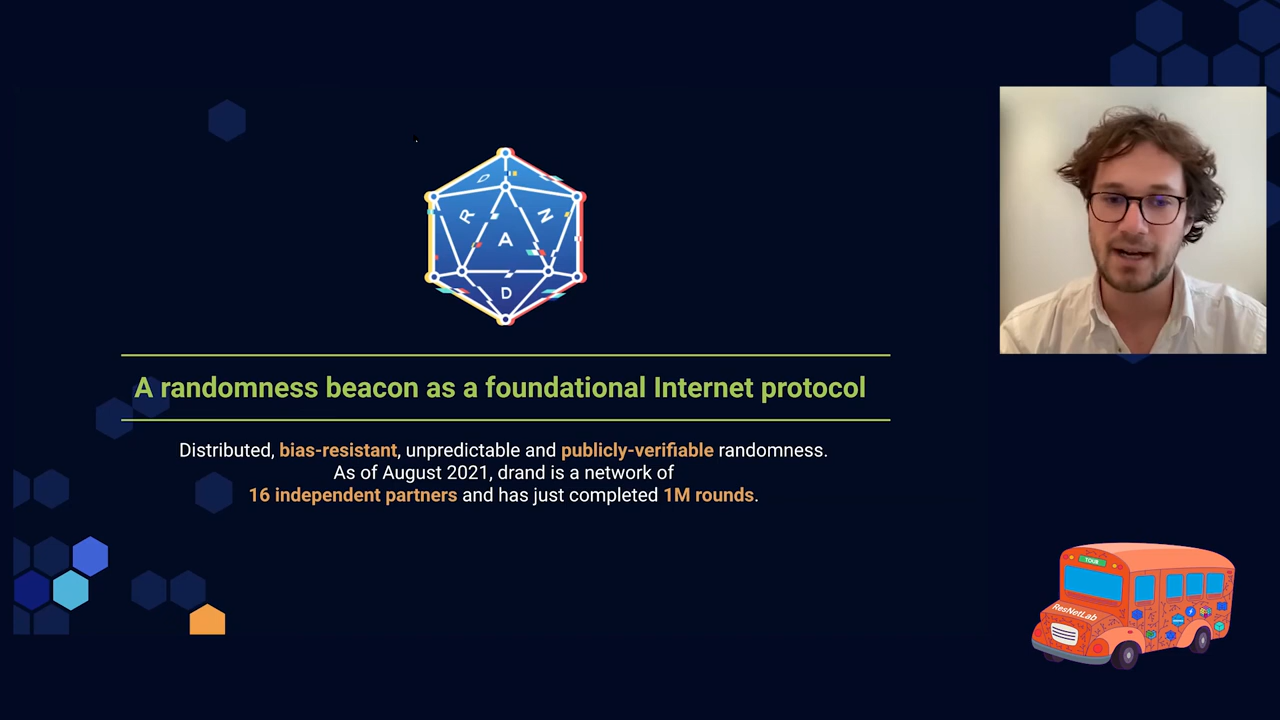 D
R
N
A
D
A randomness beacon as a foundational Internet protocol
Distributed, bias-resistant, unpredictable and publicly-verifiable randomness.
As of August 2021, drand is a network of
16 independent partners and has just completed 1M rounds.
TOUR
ResNetLab